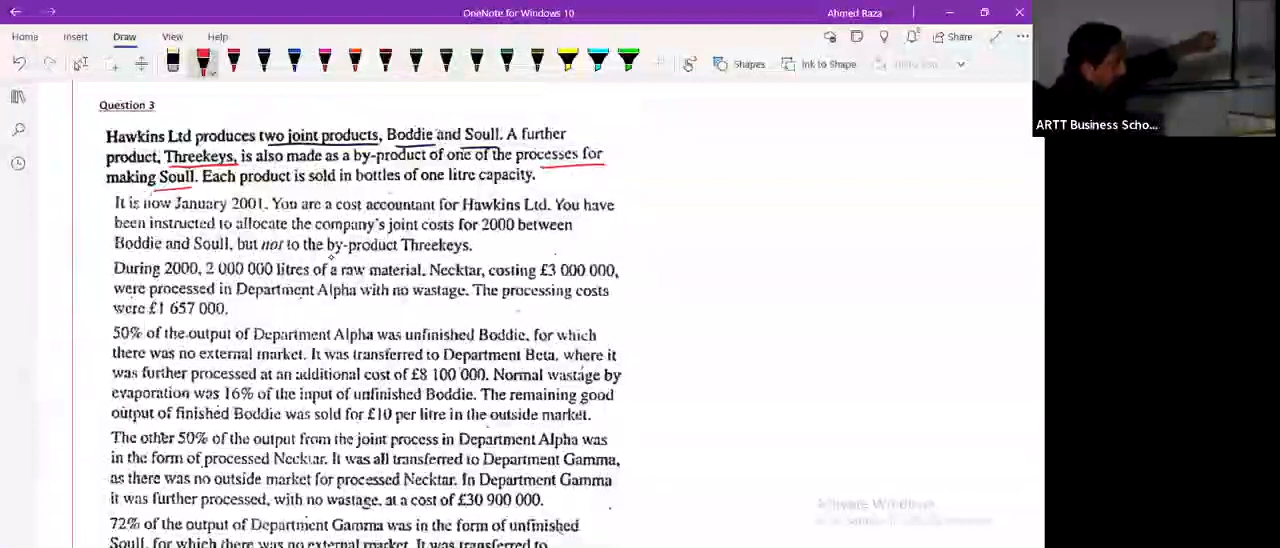 OneNote for Windows 10
Ahmed Raza
Home Insert Draw View Help
Share
Shapes
Ink to Shape
ARTT Business Scho...
Question 3
Hawkins Ltd produces two joint products, Boddie and Soull. A further
product, Threekeys, is also made as a by-product of one of the processes for
making Soull. Each product is sold in bottles of one litre capacity.
It is now January 2001. You are a cost accountant for Hawkins Ltd. You have
been instructed to allocate the company's joint costs for 2000 between
Boddie and Soull, but not to the by-product Threekeys.
During 2000, 2 000 000 litres of a raw material, Necktar, costing £3 000 000,
were processed in Department Alpha with no wastage. The processing costs
were £1 657 000.
50% of the output of Department Alpha was unfinished Boddie, for which
there was no external market. It was transferred to Department Beta, where it
was further processed at an additional cost of £8 100 000. Normal wastage by
evaporation was 16% of the input of unfinished Boddie. The remaining good
output of finished Boddie was sold for £10 per litre in the outside market.
The other 50% of the output from the joint process in Department Alpha was
in the form of processed Necktar. It was all transferred to Department Gamma,
as there was no outside market for processed Necktar. In Department Gamma
it was further processed, with no wastage, at a cost of £30 900 000.
72% of the output of Department Gamma was in the form of unfinished
Soull, for which there was no external market. It was transferred to